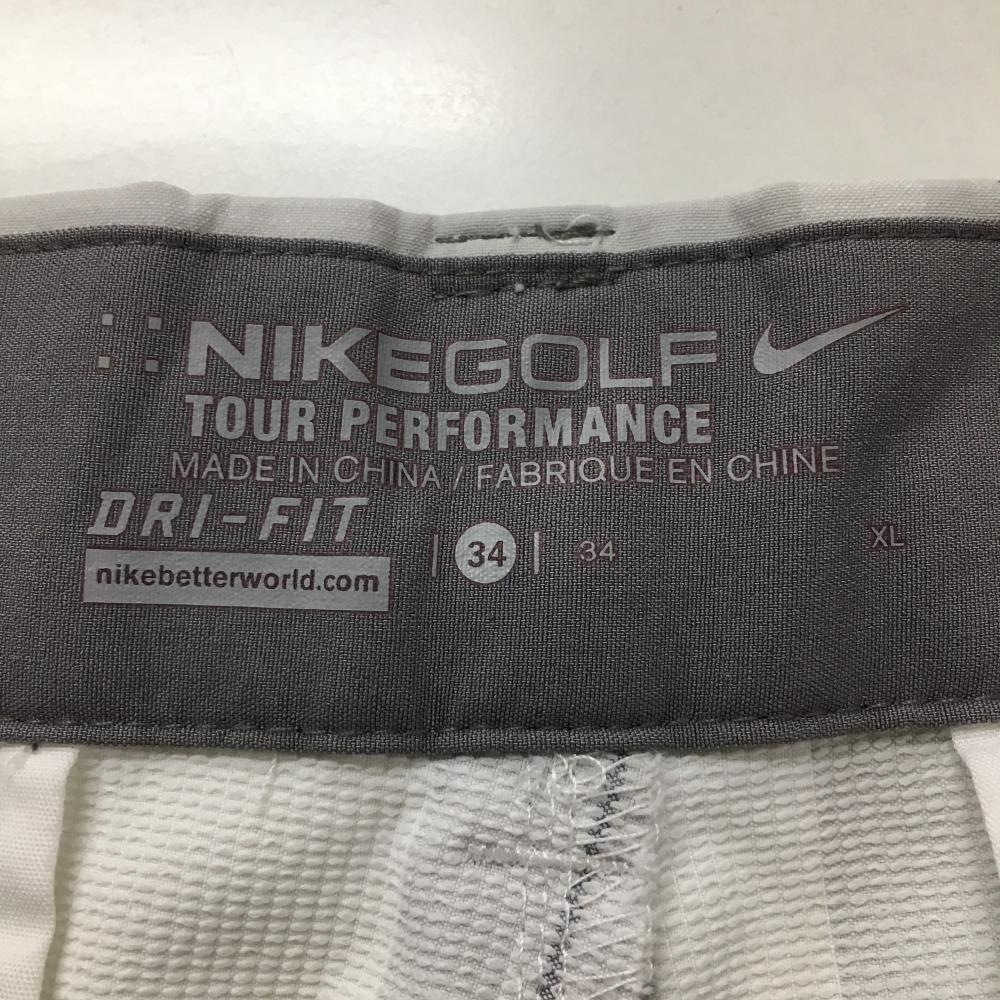 NIKEGOLF
TOUR PERFORMANCE
MADE IN CHINA / FABRIQUE EN CHINE
DRI-FIT
nikebetterworld.com
| 34 | 34 XL